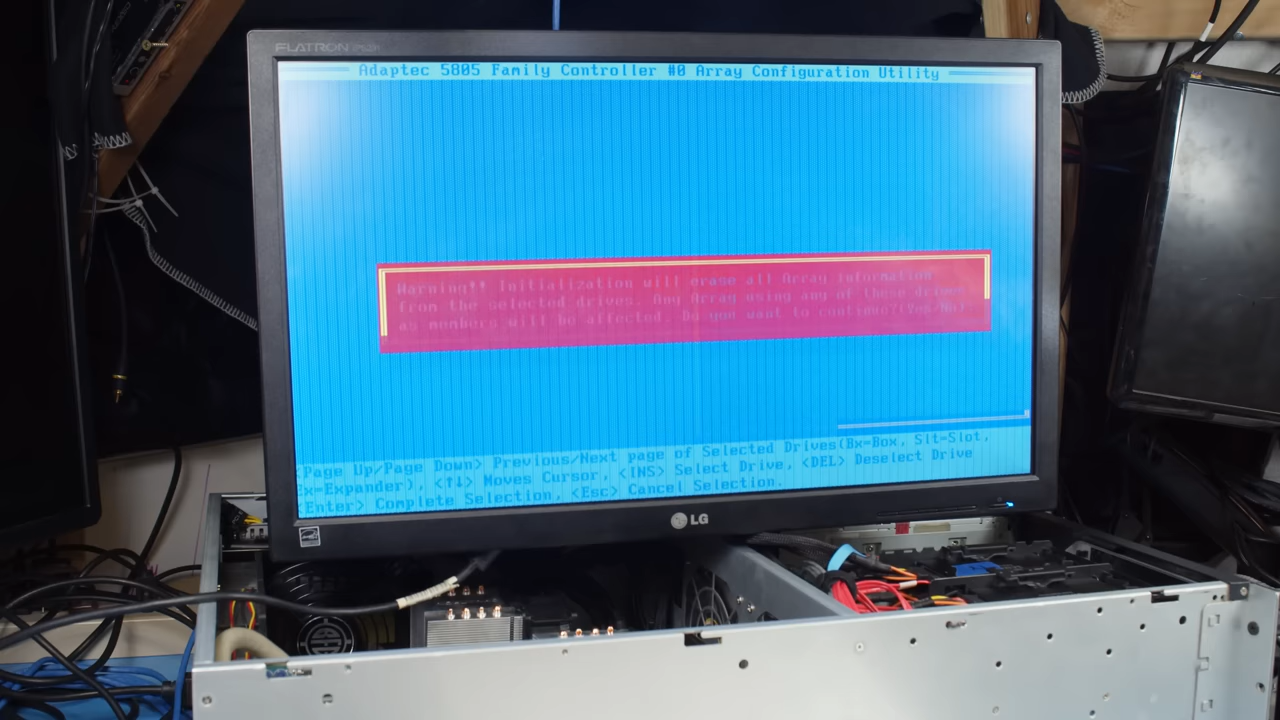 FLATRON
Adaptec 5805 Family Controller #0 Array Configuration Utility
Warning!! Initialization will erase all Array information
from the selected drives. Any Array using any of these drives
as members will be affected. Do you want to continue?(Yes/No)
<Page Up/Page Down> Previous/Next page of Selected Drives(Bx=Box, Slt=Slot,
Ex=Expander), <↑↓> Moves Cursor, <INS> Select Drive, <DEL> Deselect Drive
<Enter> Complete Selection, <Esc> Cancel Selection.
LG